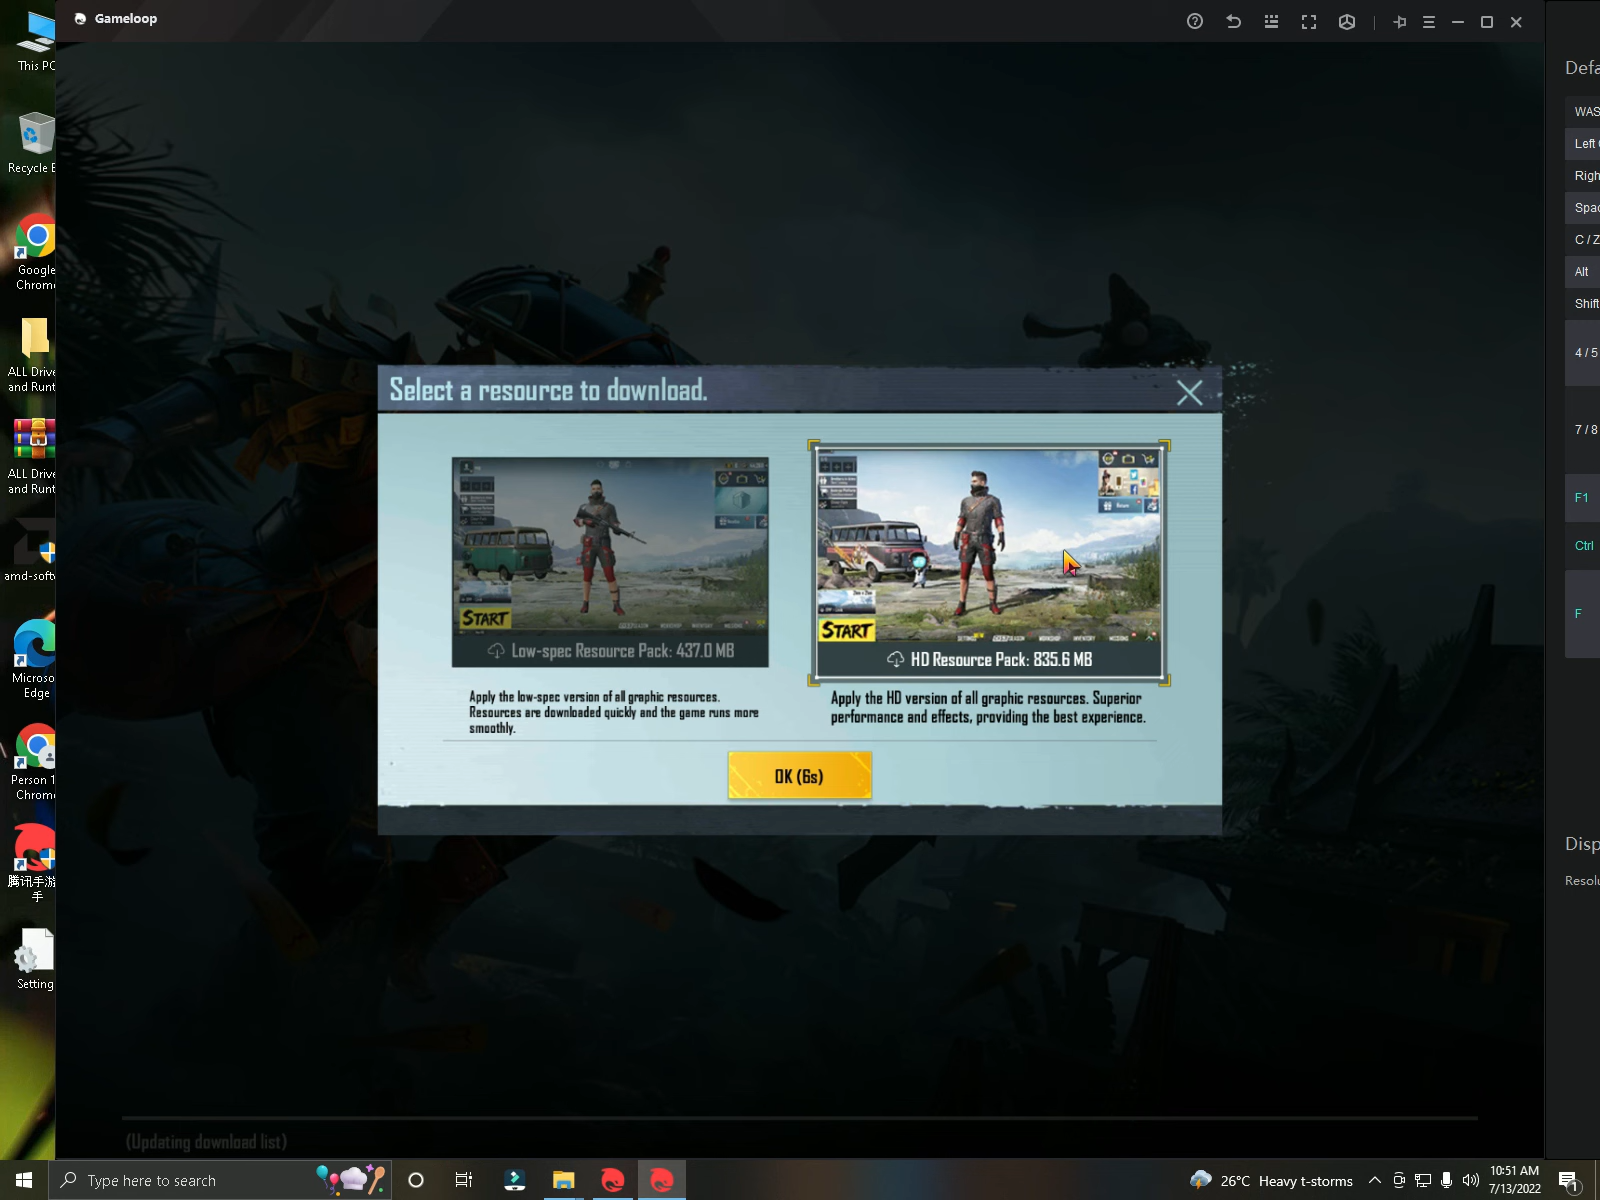 Gameloop
This PC
Recycle B
Google
Chrome
ALL Drive
and Runt
ALL Drive
and Runt
amd-softw
Microso
Edge
Person 1
Chrome
腾讯手游
手
Setting
Select a resource to download.
START
Low-spec Resource Pack: 437.0 MB
Apply the low-spec version of all graphic resources.
Resources are downloaded quickly and the game runs more
smoothly.
START
HD Resource Pack: 835.6 MB
Apply the HD version of all graphic resources. Superior
performance and effects, providing the best experience.
OK (6s)
(Updating download list)
Defa
WAS
Left
Righ
Spac
C / Z
Alt
Shift
4 / 5
7 / 8
F1
Ctrl
F
Disp
Resolu
Type here to search
26°C Heavy t-storms
10:51 AM
7/13/2022
1